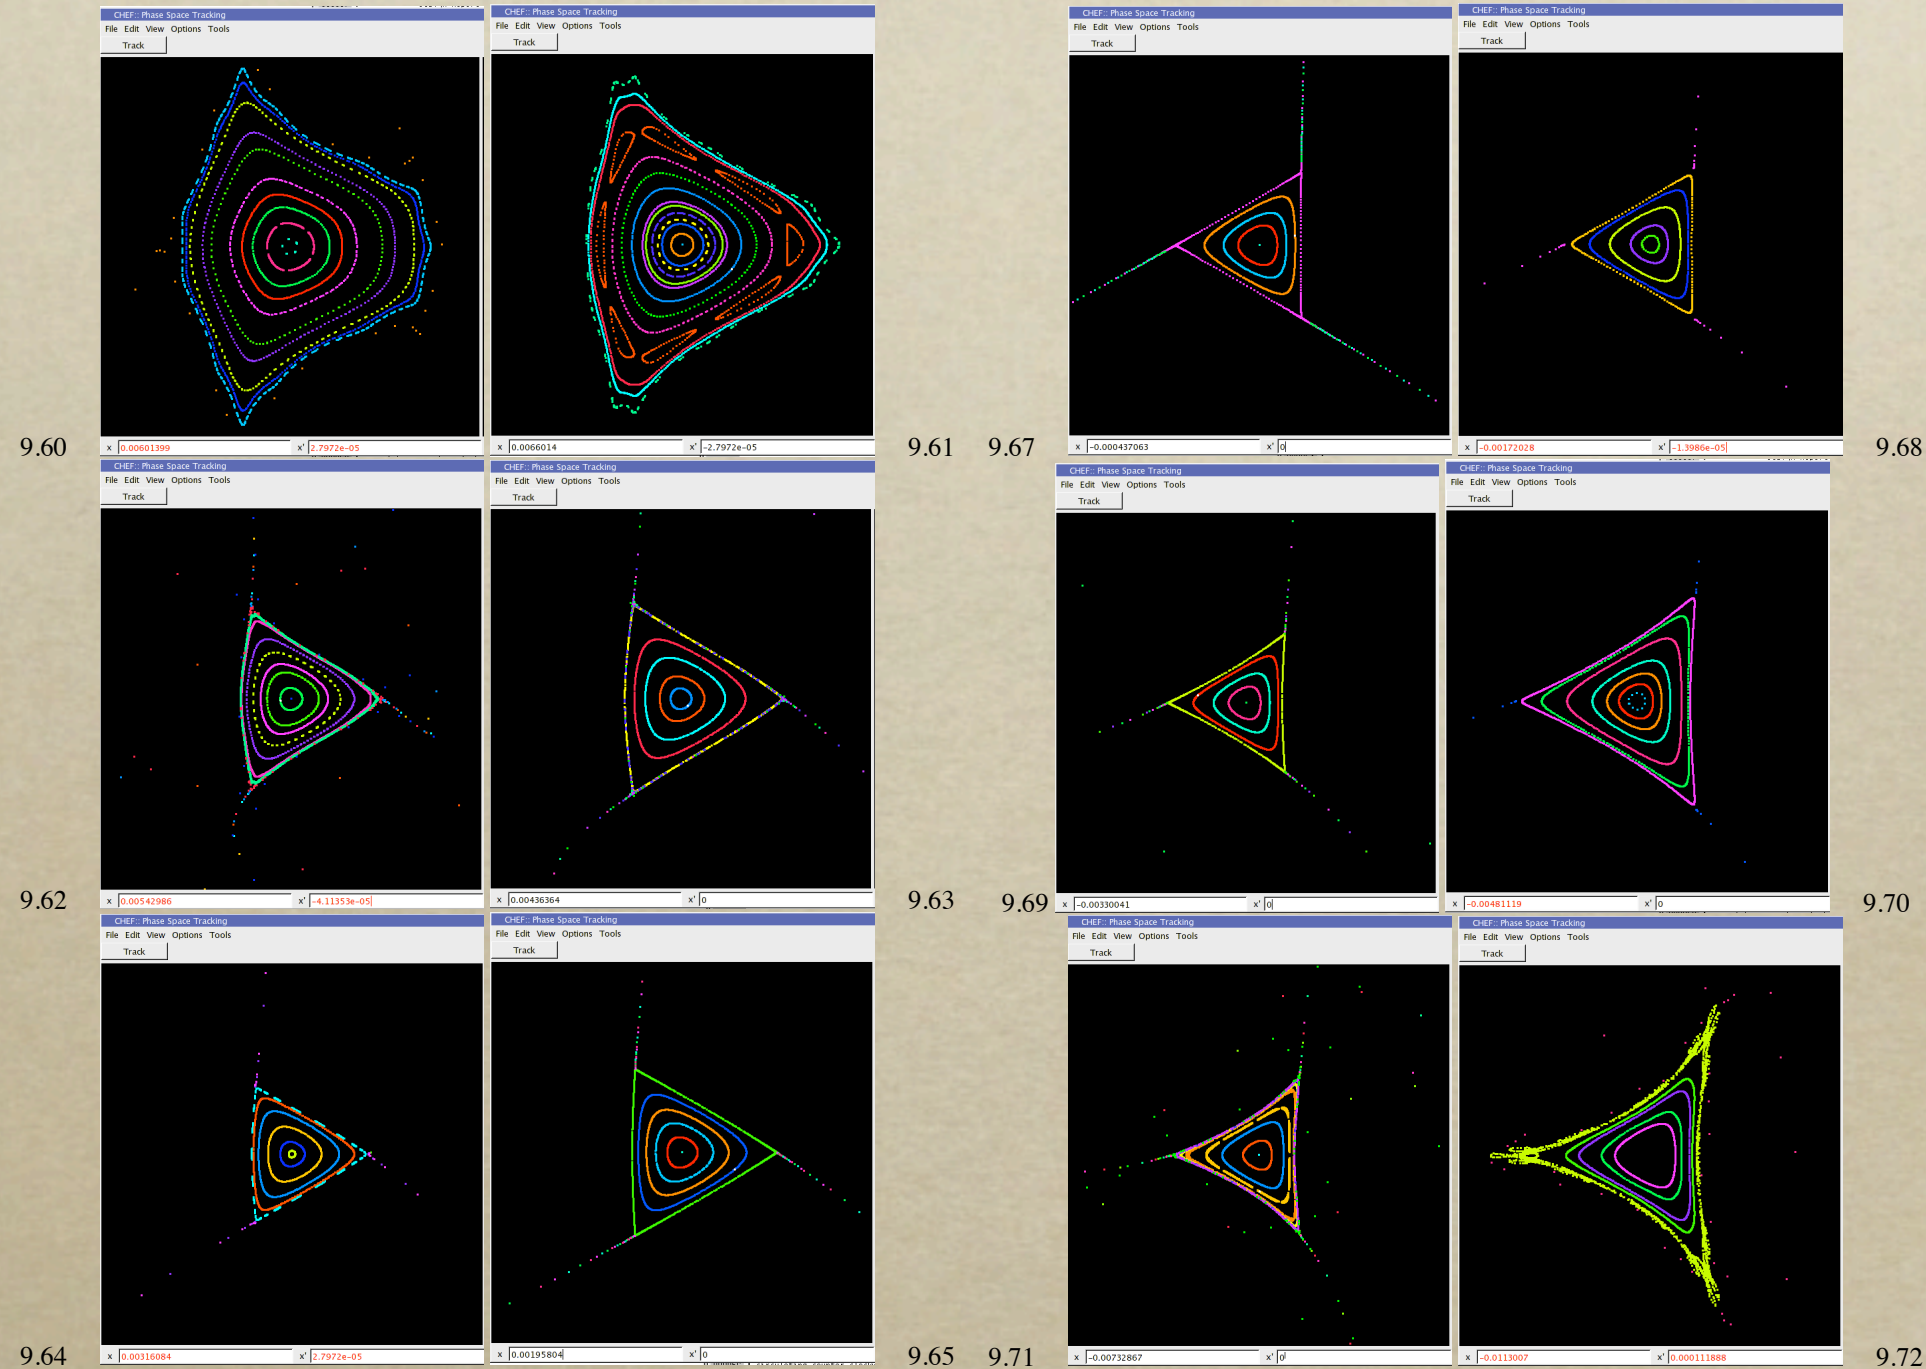 CHEF:: Phase Space Tracking
File Edit View Options Tools
Track
x 0.00601399 x' 2.7972e-05
9.60
CHEF:: Phase Space Tracking
File Edit View Options Tools
Track
x 0.0066014 x' -2.7972e-05
9.61
CHEF:: Phase Space Tracking
File Edit View Options Tools
Track
x -0.000437063 x' 0
9.67
CHEF:: Phase Space Tracking
File Edit View Options Tools
Track
x -0.00172028 x' -1.3986e-05
9.68
CHEF:: Phase Space Tracking
File Edit View Options Tools
Track
x 0.00542986 x' -4.11353e-05
9.62
CHEF:: Phase Space Tracking
File Edit View Options Tools
Track
x 0.00436364 x' 0
9.63
CHEF:: Phase Space Tracking
File Edit View Options Tools
Track
x -0.00330041 x' 0
9.69
CHEF:: Phase Space Tracking
File Edit View Options Tools
Track
x -0.00481119 x' 0
9.70
CHEF:: Phase Space Tracking
File Edit View Options Tools
Track
x 0.00316084 x' 2.7972e-05
9.64
CHEF:: Phase Space Tracking
File Edit View Options Tools
Track
x 0.00195804 x' 0
9.65
CHEF:: Phase Space Tracking
File Edit View Options Tools
Track
x -0.00732867 x' 0
9.71
CHEF:: Phase Space Tracking
File Edit View Options Tools
Track
x -0.0113007 x' 0.000111888
9.72